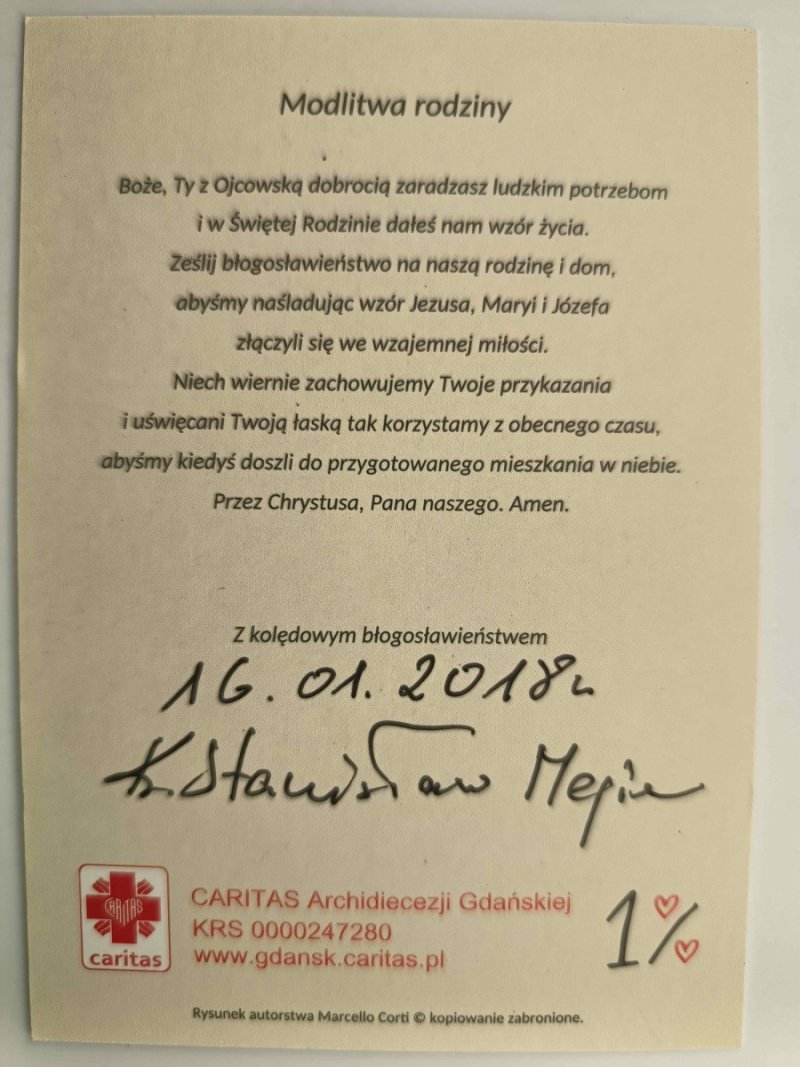 Modlitwa rodziny
Boże, Ty z Ojcowską dobrocią zaradzasz ludzkim potrzebom
i w Świętej Rodzinie dałeś nam wzór życia.
Ześlij błogosławieństwo na naszą rodzinę i dom,
abyśmy naśladując wzór Jezusa, Maryi i Józefa
złączyli się we wzajemnej miłości.
Niech wiernie zachowujemy Twoje przykazania
i uświęcani Twoją łaską tak korzystamy z obecnego czasu,
abyśmy kiedyś doszli do przygotowanego mieszkania w niebie.
Przez Chrystusa, Pana naszego. Amen.
Z kolędowym błogosławieństwem
16.01.2018r
Ks. Stanisław
CARITAS
caritas
CARITAS Archidiecezji Gdańskiej
KRS 0000247280
www.gdansk.caritas.pl
1%
Rysunek autorstwa Marcello Corti © kopiowanie zabronione.